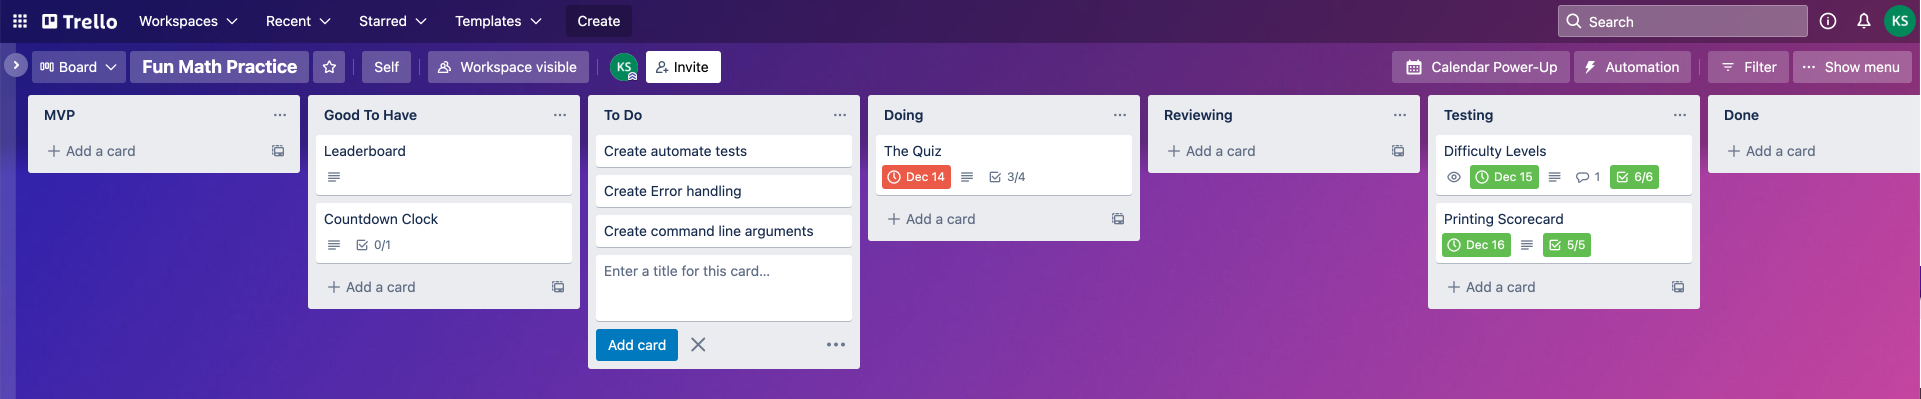 Trello Workspaces Recent Starred Templates Create Search KS
Board Fun Math Practice Self Workspace visible KS Invite Calendar Power-Up Automation Filter Show menu
MVP
Add a card
Good To Have
Leaderboard
Countdown Clock
0/1
Add a card
To Do
Create automate tests
Create Error handling
Create command line arguments
Enter a title for this card...
Add card
Doing
The Quiz
Dec 14 3/4
Add a card
Reviewing
Add a card
Testing
Difficulty Levels
Dec 15 1 6/6
Printing Scorecard
Dec 16 5/5
Add a card
Done
Add a card